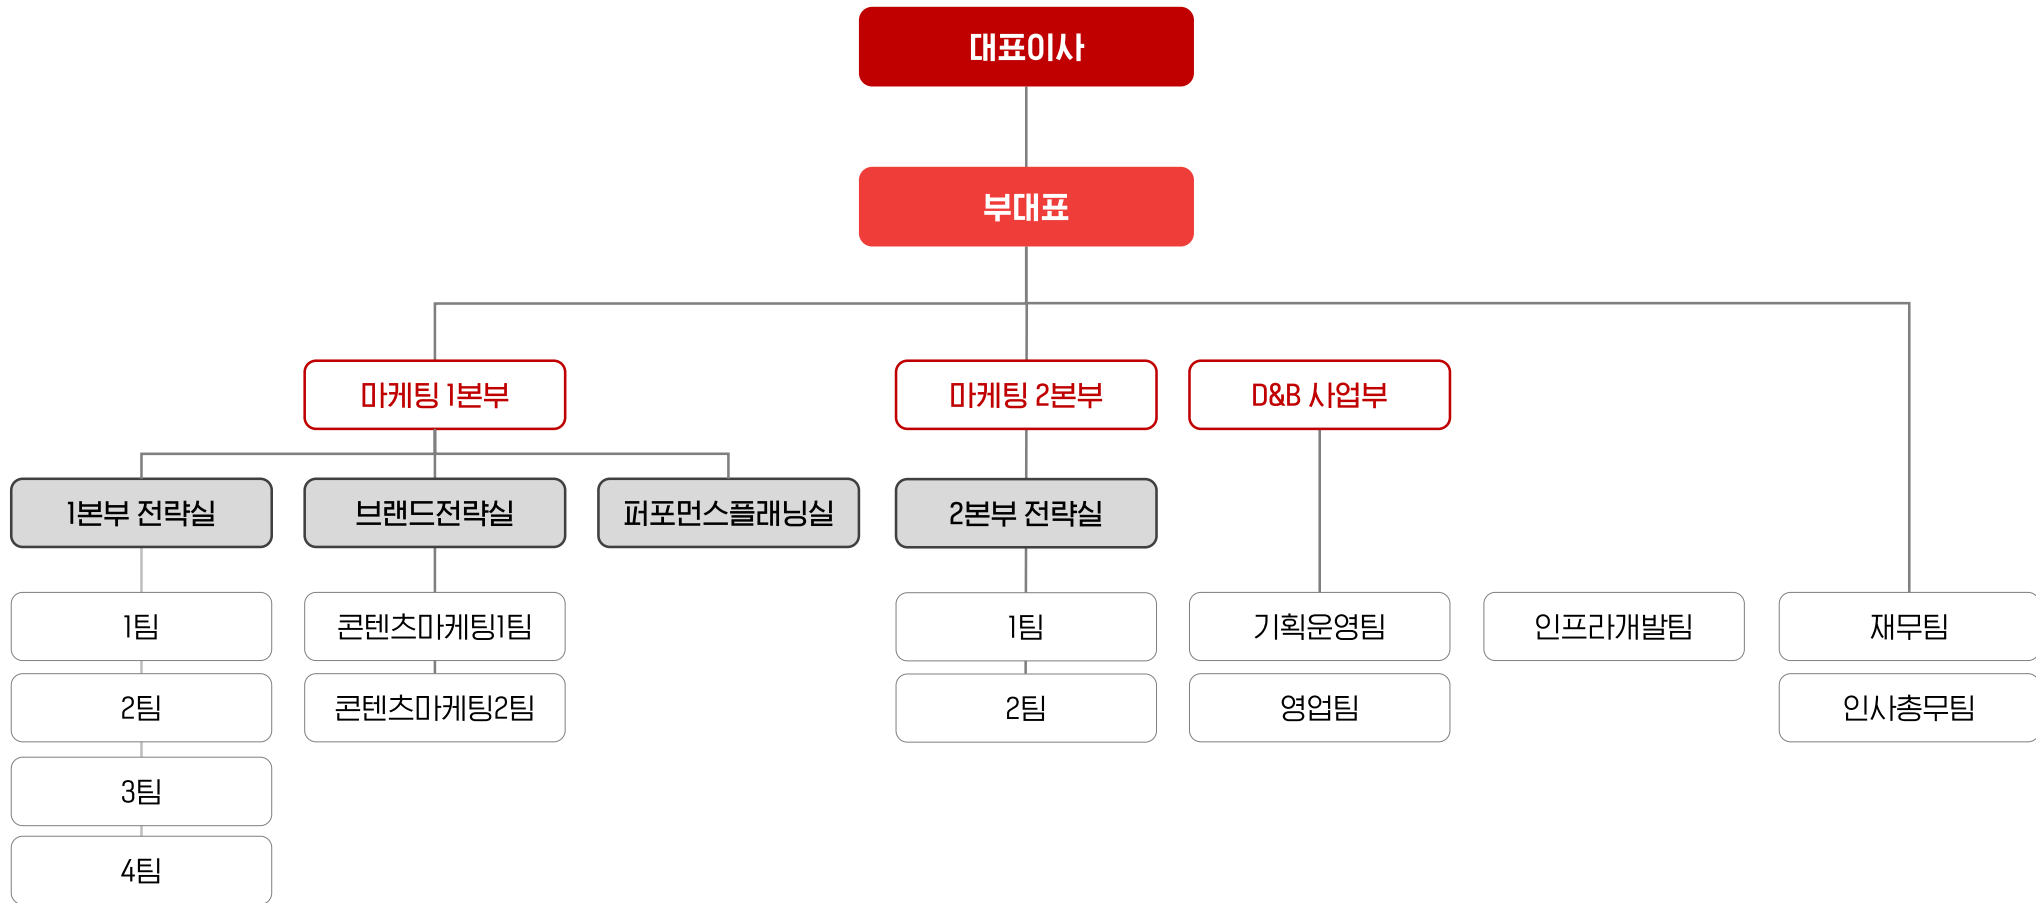 대표이사
부대표
마케팅 1본부
마케팅 2본부
D&B 사업부
1본부 전략실
브랜드전략실
퍼포먼스플래닝실
2본부 전략실
1팀
콘텐츠마케팅1팀
1팀
기획운영팀
인프라개발팀
재무팀
2팀
콘텐츠마케팅2팀
2팀
영업팀
인사총무팀
3팀
4팀